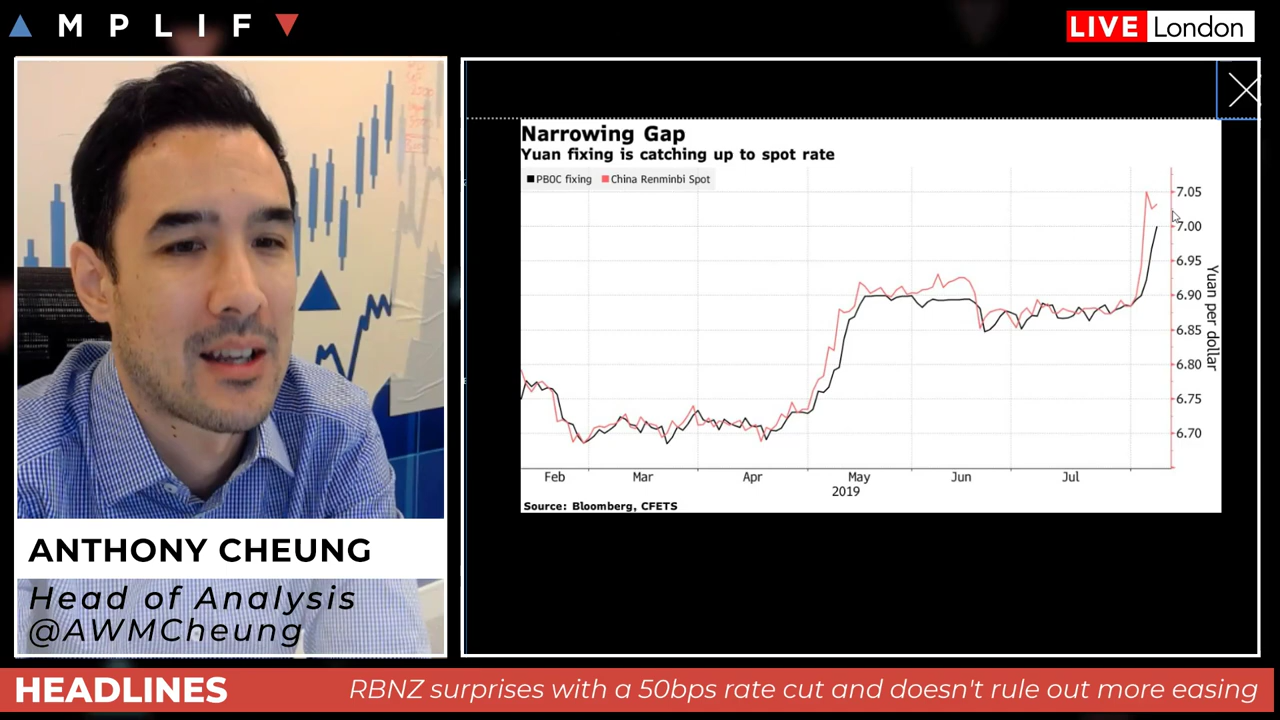 AMPLIFY
LIVE London
Narrowing Gap
Yuan fixing is catching up to spot rate
PBOC fixing China Renminbi Spot
7.05
7.00
6.95
6.90
6.85
6.80
6.75
6.70
Yuan per dollar
Feb Mar Apr May Jun Jul
2019
Source: Bloomberg, CFETS
ANTHONY CHEUNG
Head of Analysis
@AWMCheung
HEADLINES RBNZ surprises with a 50bps rate cut and doesn't rule out more easing